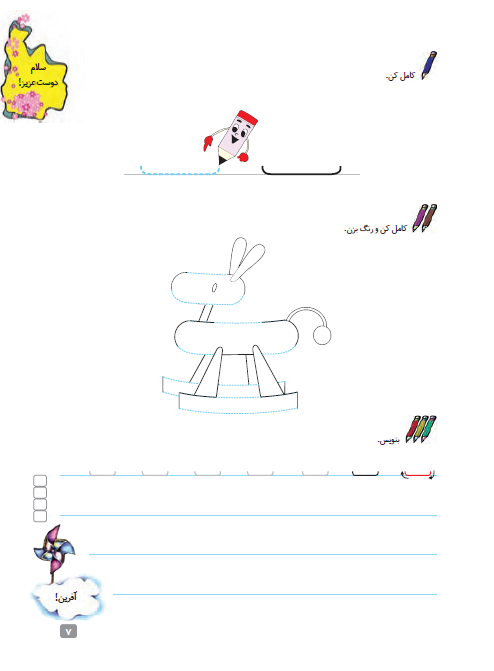 سلام
دوست عزیز!
کامل کن.
کامل کن و رنگ بزن.
بنویس.
آفرین!
۷